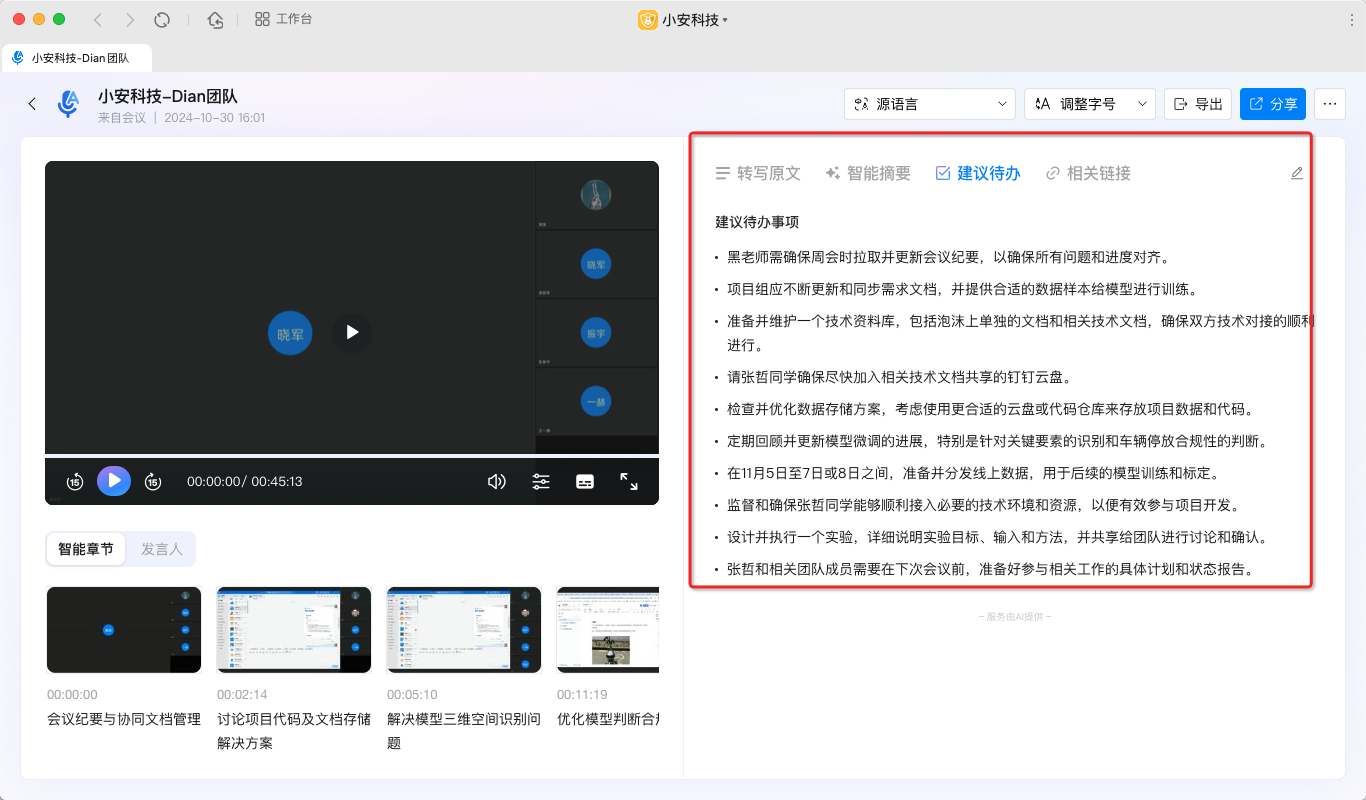 工作台
小安科技
小安科技-Dian团队
小安科技-Dian团队
来自会议 | 2024-10-30 16:01
源语言
调整字号
导出
分享
晓军
晓军
振宇
一赫
15
15
00:00:00/ 00:45:13
智能章节
发言人
00:00:00
会议纪要与协同文档管理
00:02:14
讨论项目代码及文档存储
解决方案
00:05:10
解决模型三维空间识别问
题
00:11:19
优化模型判断合规
转写原文
智能摘要
建议待办
相关链接
建议待办事项
• 黑老师需确保周会时拉取并更新会议纪要，以确保所有问题和进度对齐。
• 项目组应不断更新和同步需求文档，并提供合适的数据样本给模型进行训练。
• 准备并维护一个技术资料库，包括泡沫上单独的文档和相关技术文档，确保双方技术对接的顺利
进行。
• 请张哲同学确保尽快加入相关技术文档共享的钉钉云盘。
• 检查并优化数据存储方案，考虑使用更合适的云盘或代码仓库来存放项目数据和代码。
• 定期回顾并更新模型微调的进展，特别是针对关键要素的识别和车辆停放合规性的判断。
• 在11月5日至7日或8日之间，准备并分发线上数据，用于后续的模型训练和标定。
• 监督和确保张哲同学能够顺利接入必要的技术环境和资源，以便有效参与项目开发。
• 设计并执行一个实验，详细说明实验目标、输入和方法，并共享给团队进行讨论和确认。
• 张哲和相关团队成员需要在下次会议前，准备好参与相关工作的具体计划和状态报告。
– 服务由AI提供 –